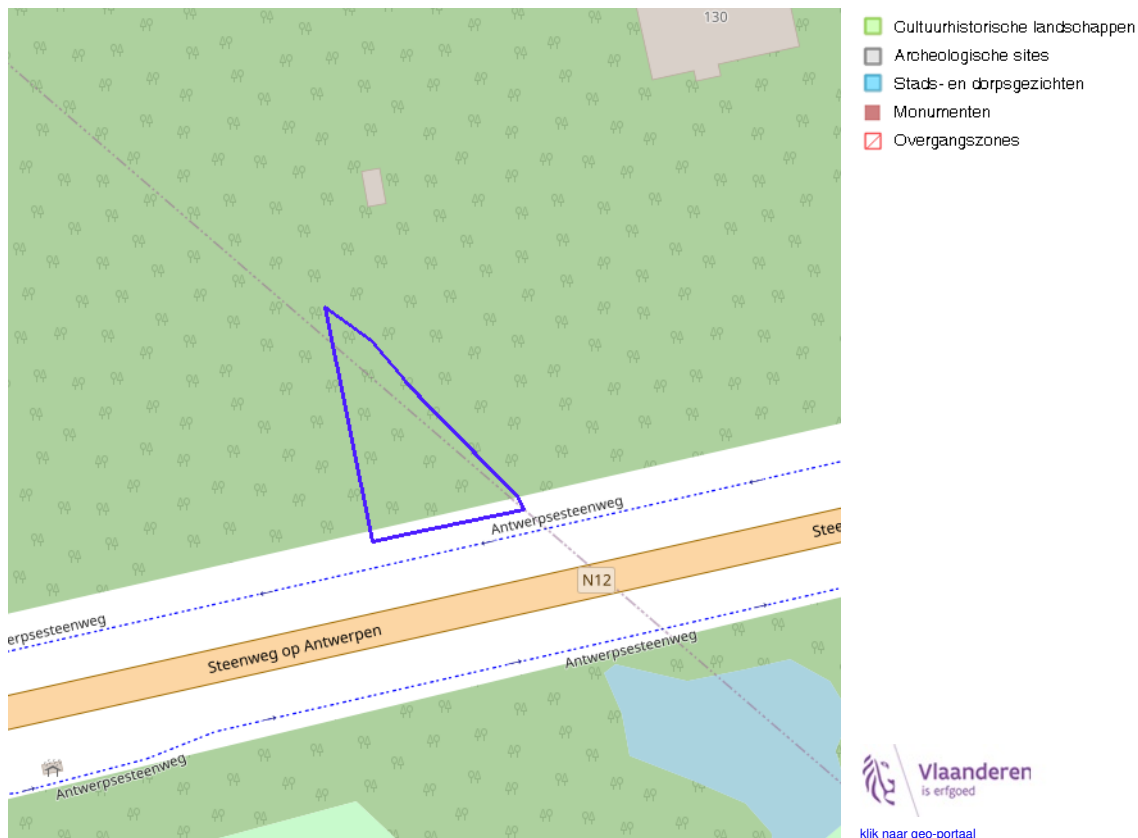 130
Cultuurhistorische landschappen
Archeologische sites
Stads- en dorpsgezichten
Monumenten
Overgangszones
Antwerpsesteenweg
Stee
N12
erpsesteenweg
Steenweg op Antwerpen
Antwerpsesteenweg
Antwerpsesteenweg
Vlaanderen
is erfgoed
klik naar geo-portaal